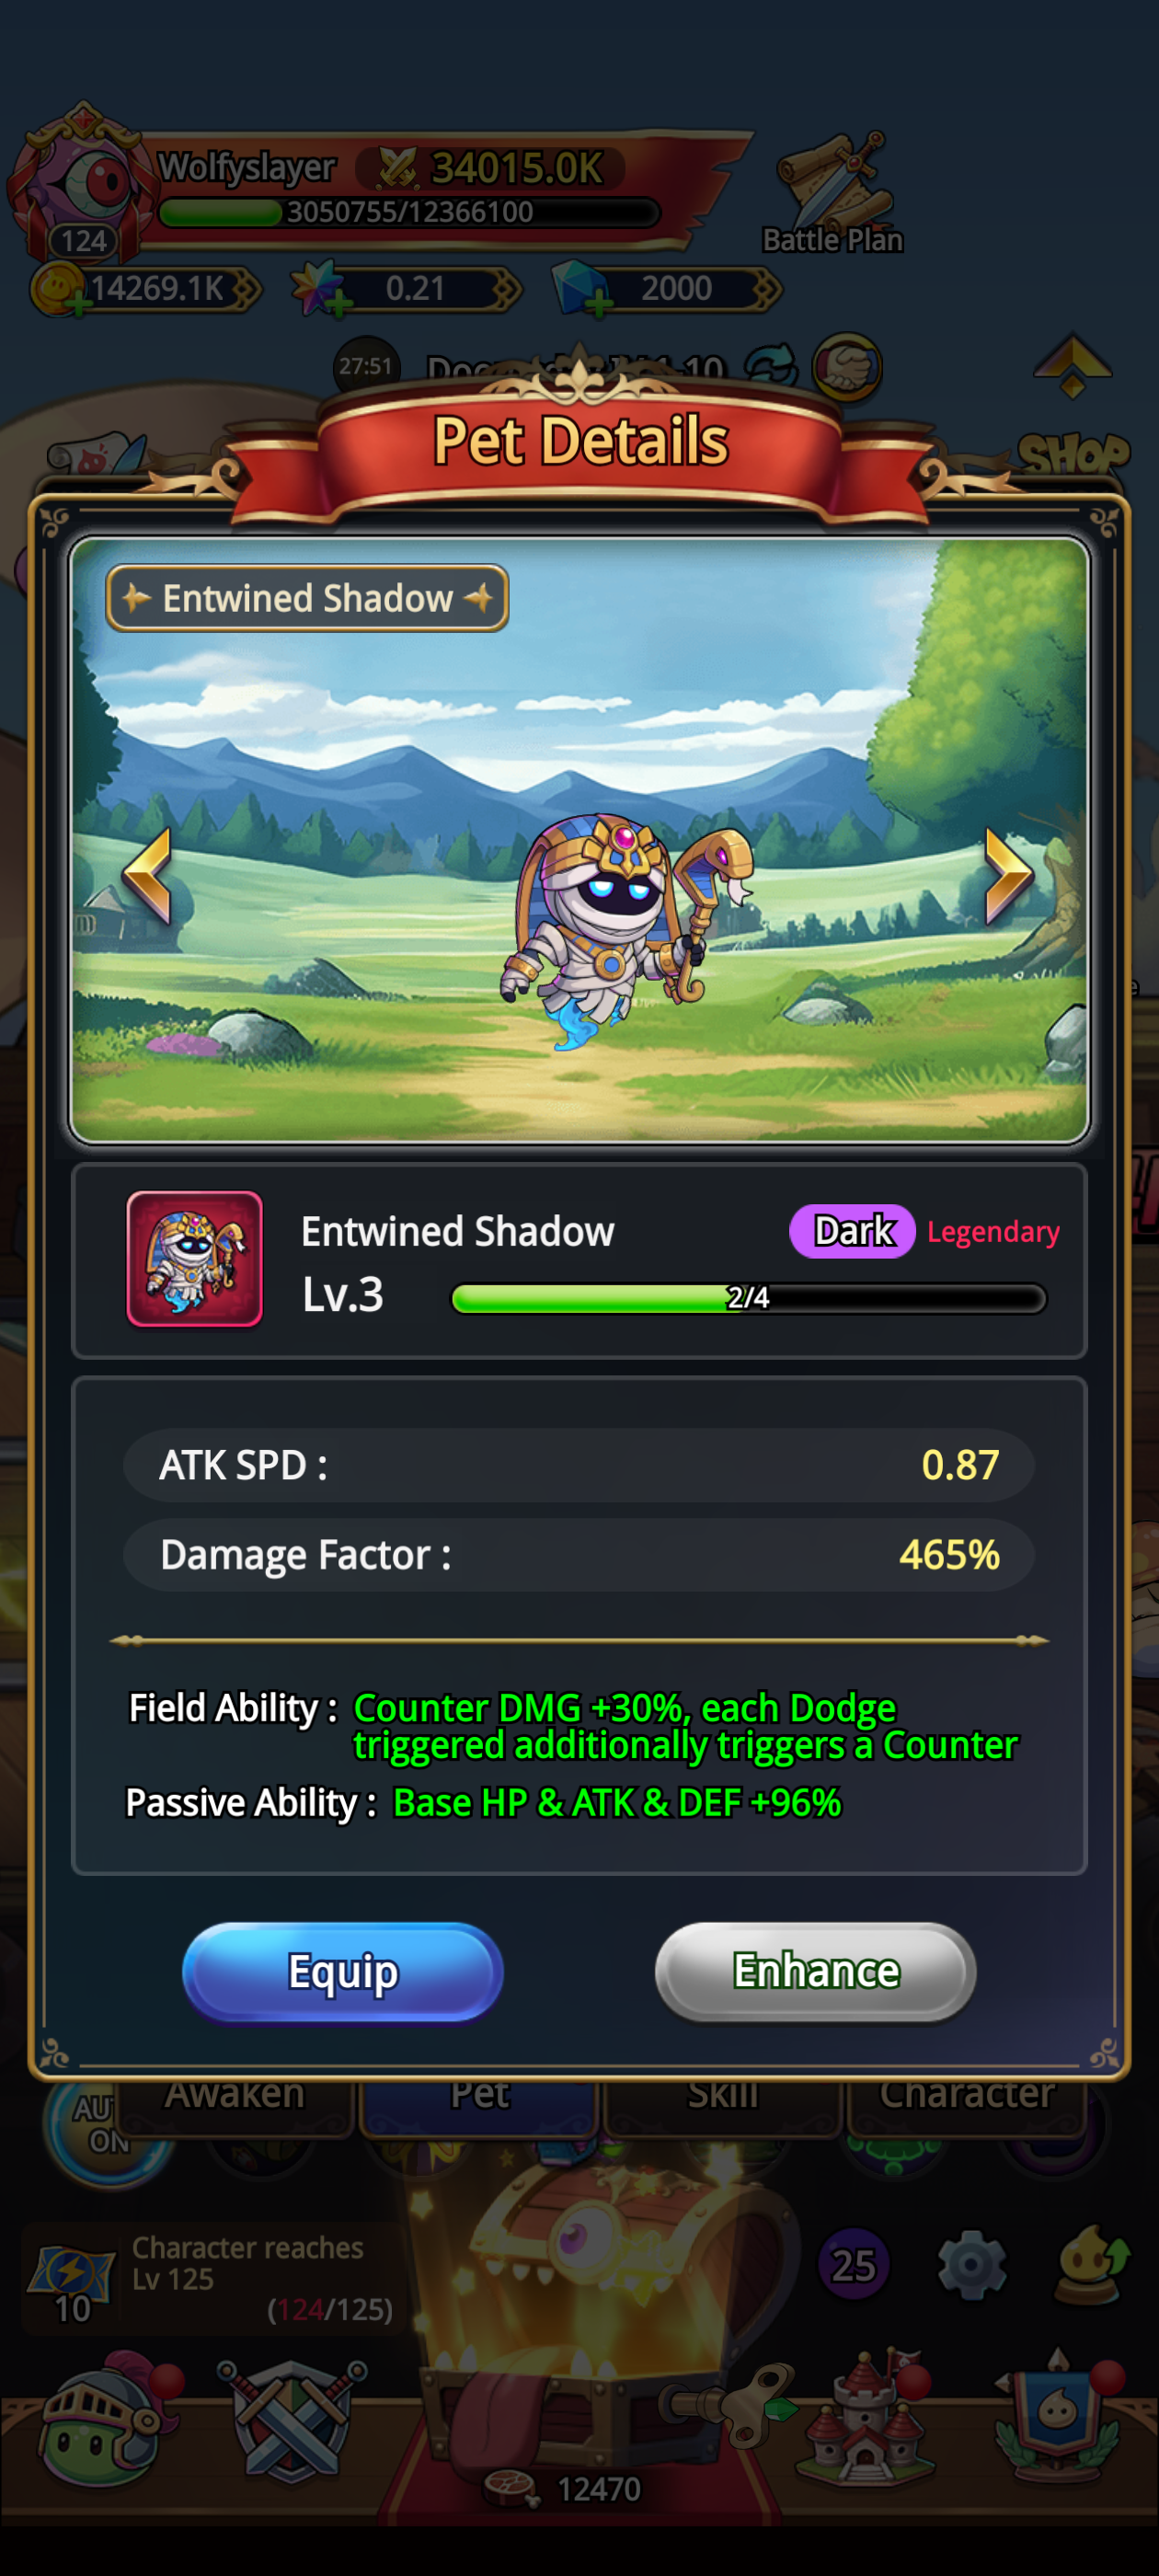 Wolfyslayer
34015.0K
3050755/12366100
124
Battle Plan
14269.1K
0.21
2000
27:51
SHOP
Pet Details
Entwined Shadow
Entwined Shadow
Dark
Legendary
Lv.3
2/4
ATK SPD :
0.87
Damage Factor :
465%
Field Ability : Counter DMG +30%, each Dodge
triggered additionally triggers a Counter
Passive Ability : Base HP & ATK & DEF +96%
Equip
Enhance
Awaken
Pet
Skill
Character
ON
Character reaches
Lv 125
(124/125)
10
25
12470